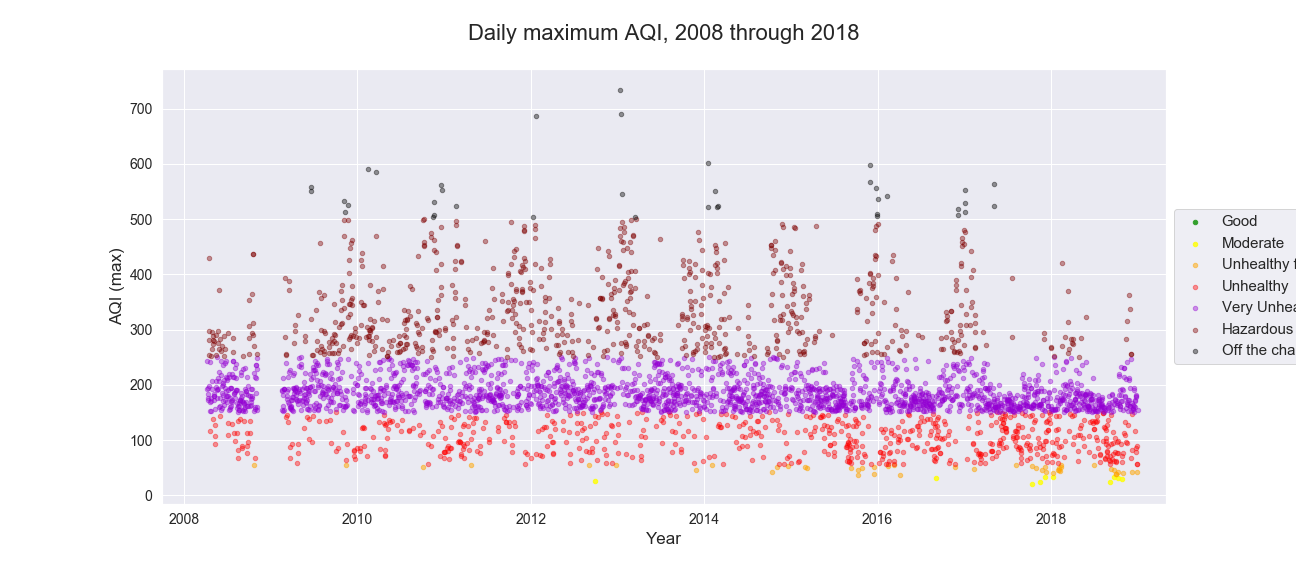 Daily maximum AQI, 2008 through 2018
700
600
500
400
300
200
100
0
AQI (max)
2008
2010
2012
2014
2016
2018
Year
Good
Moderate
Unhealthy f
Unhealthy
Very Unhea
Hazardous
Off the cha